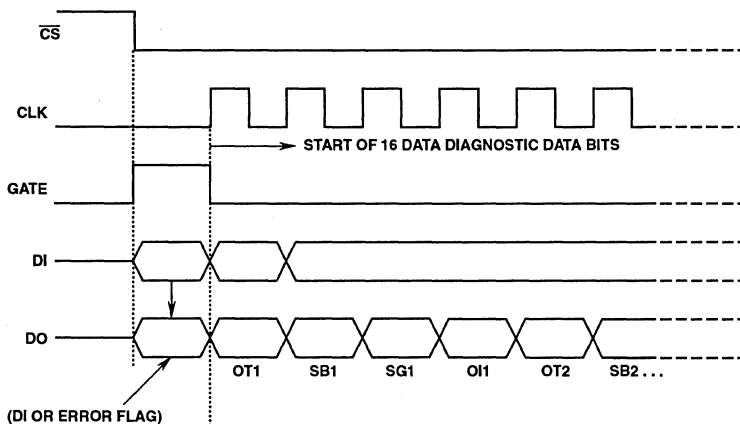 CS
CLK
START OF 16 DATA DIAGNOSTIC DATA BITS
GATE
DI
DO
OT1 SB1 SG1 OI1 OT2 SB2 . . .
(DI OR ERROR FLAG)